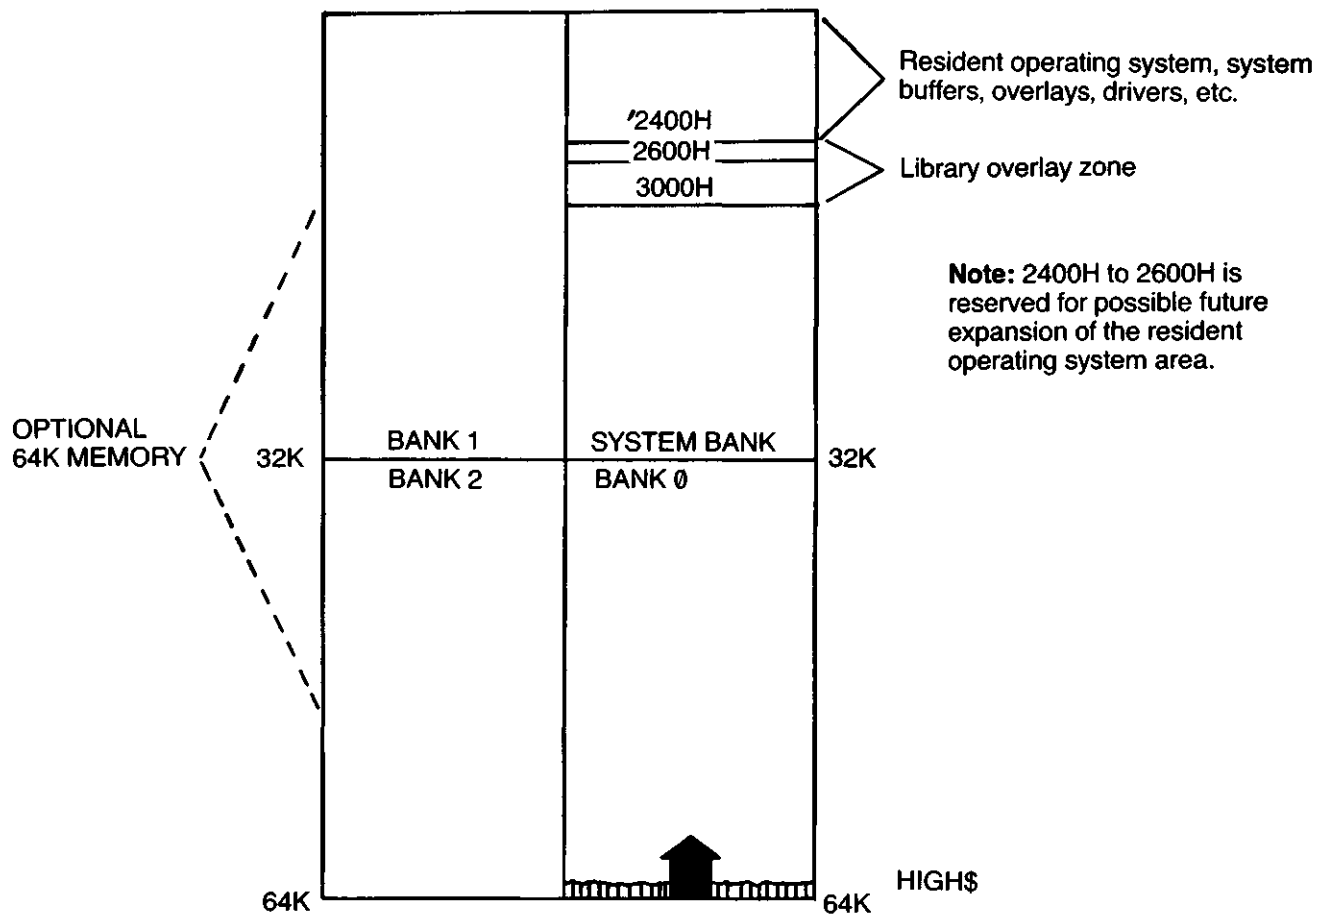 Resident operating system, system
buffers, overlays, drivers, etc.
'2400H
2600H
Library overlay zone
3000H
Note: 2400H to 2600H is
reserved for possible future
expansion of the resident
operating system area.
OPTIONAL
64K MEMORY
32K
BANK 1
SYSTEM BANK
32K
BANK 2
BANK 0
HIGH$
64K
64K